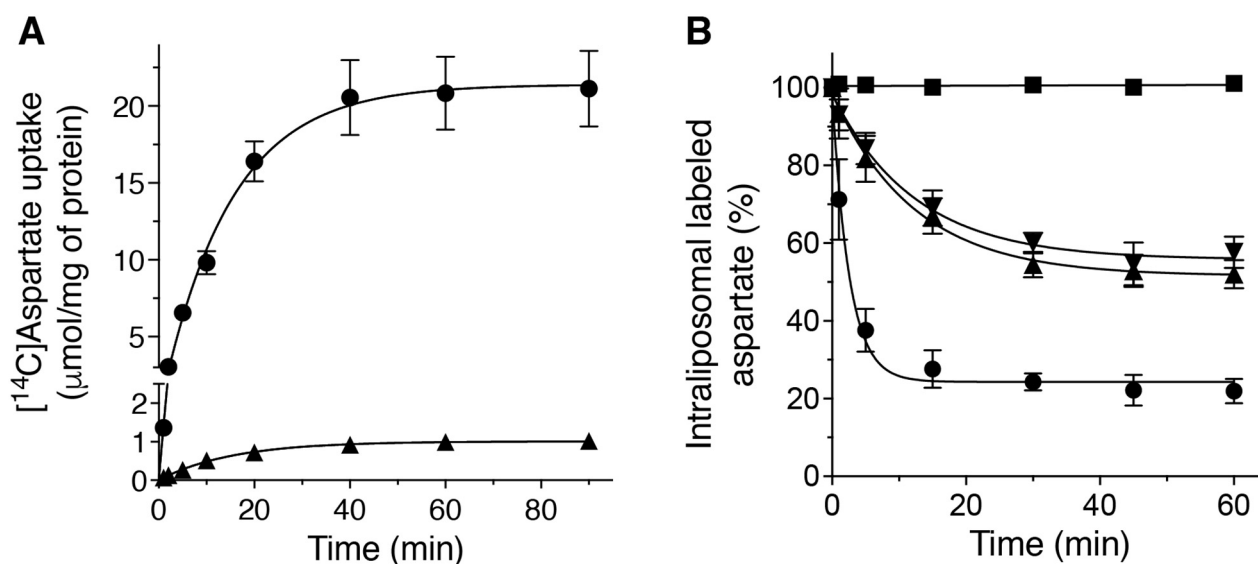 A
[¹⁴C]Aspartate uptake
(μmol/mg of protein)
20
15
10
5
2
1
0
0 20 40 60 80
Time (min)
B
Intraliposomal labeled
aspartate (%)
100
80
60
40
20
0
0 20 40 60
Time (min)